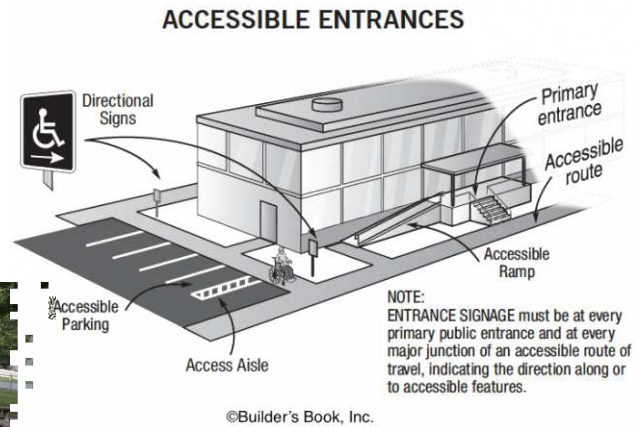 ACCESSIBLE ENTRANCES
Directional
Signs
Primary
entrance
Accessible
route
Accessible
Ramp
Accessible
Parking
Access Aisle
NOTE:
ENTRANCE SIGNAGE must be at every
primary public entrance and at every
major junction of an accessible route of
travel, indicating the direction along or
to accessible features.
©Builder's Book, Inc.